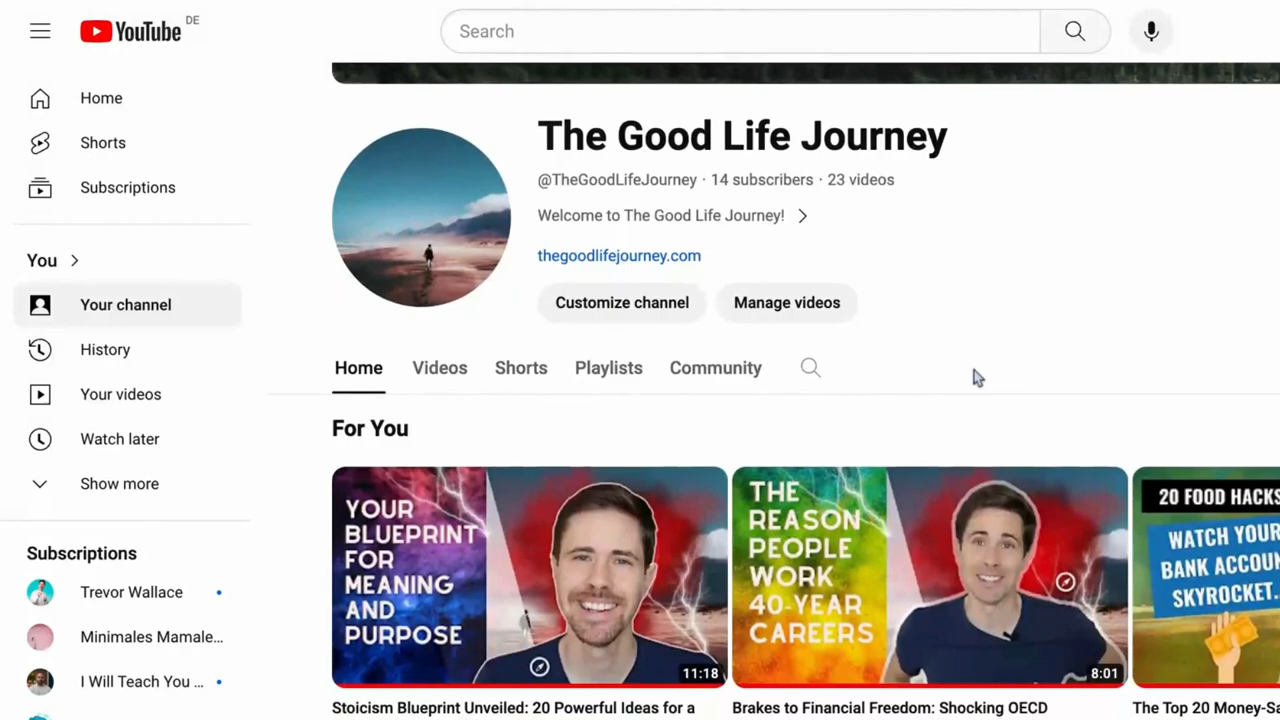 YouTube DE
Search
Home
Shorts
Subscriptions
You
Your channel
History
Your videos
Watch later
Show more
Subscriptions
Trevor Wallace
Minimales Mamale...
I Will Teach You ...
The Good Life Journey
@TheGoodLifeJourney · 14 subscribers · 23 videos
Welcome to The Good Life Journey!
thegoodlifejourney.com
Customize channel
Manage videos
Home Videos Shorts Playlists Community
For You
YOUR
BLUEPRINT
FOR
MEANING
AND
PURPOSE
11:18
Stoicism Blueprint Unveiled: 20 Powerful Ideas for a
THE
REASON
PEOPLE
WORK
40-YEAR
CAREERS
8:01
Brakes to Financial Freedom: Shocking OECD
20 FOOD HACKS
WATCH YOUR
BANK ACCOUN
SKYROCKET..
The Top 20 Money-Sa